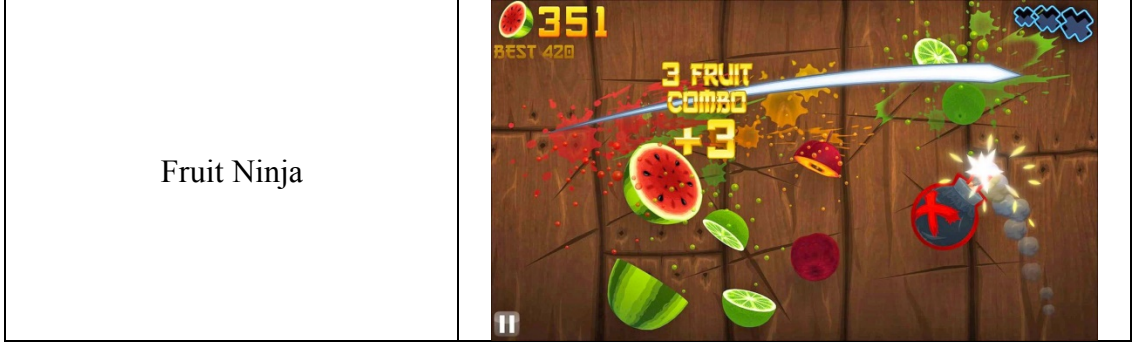 Fruit Ninja
351
BEST 420
3 FRUIT
COMBO
+3